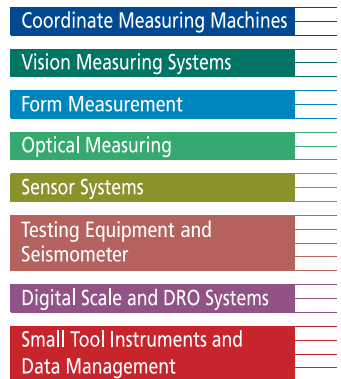 Coordinate Measuring Machines
Vision Measuring Systems
Form Measurement
Optical Measuring
Sensor Systems
Testing Equipment and
Seismometer
Digital Scale and DRO Systems
Small Tool Instruments and
Data Management